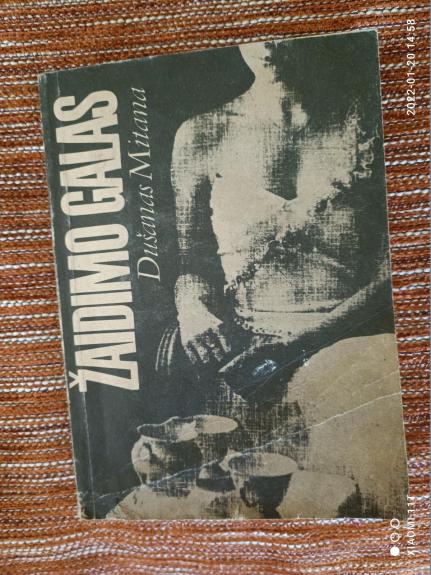 ŽAIDIMO GALAS
Dušanas Mitana
2022-01-20 14:58
XIAOMI 11T